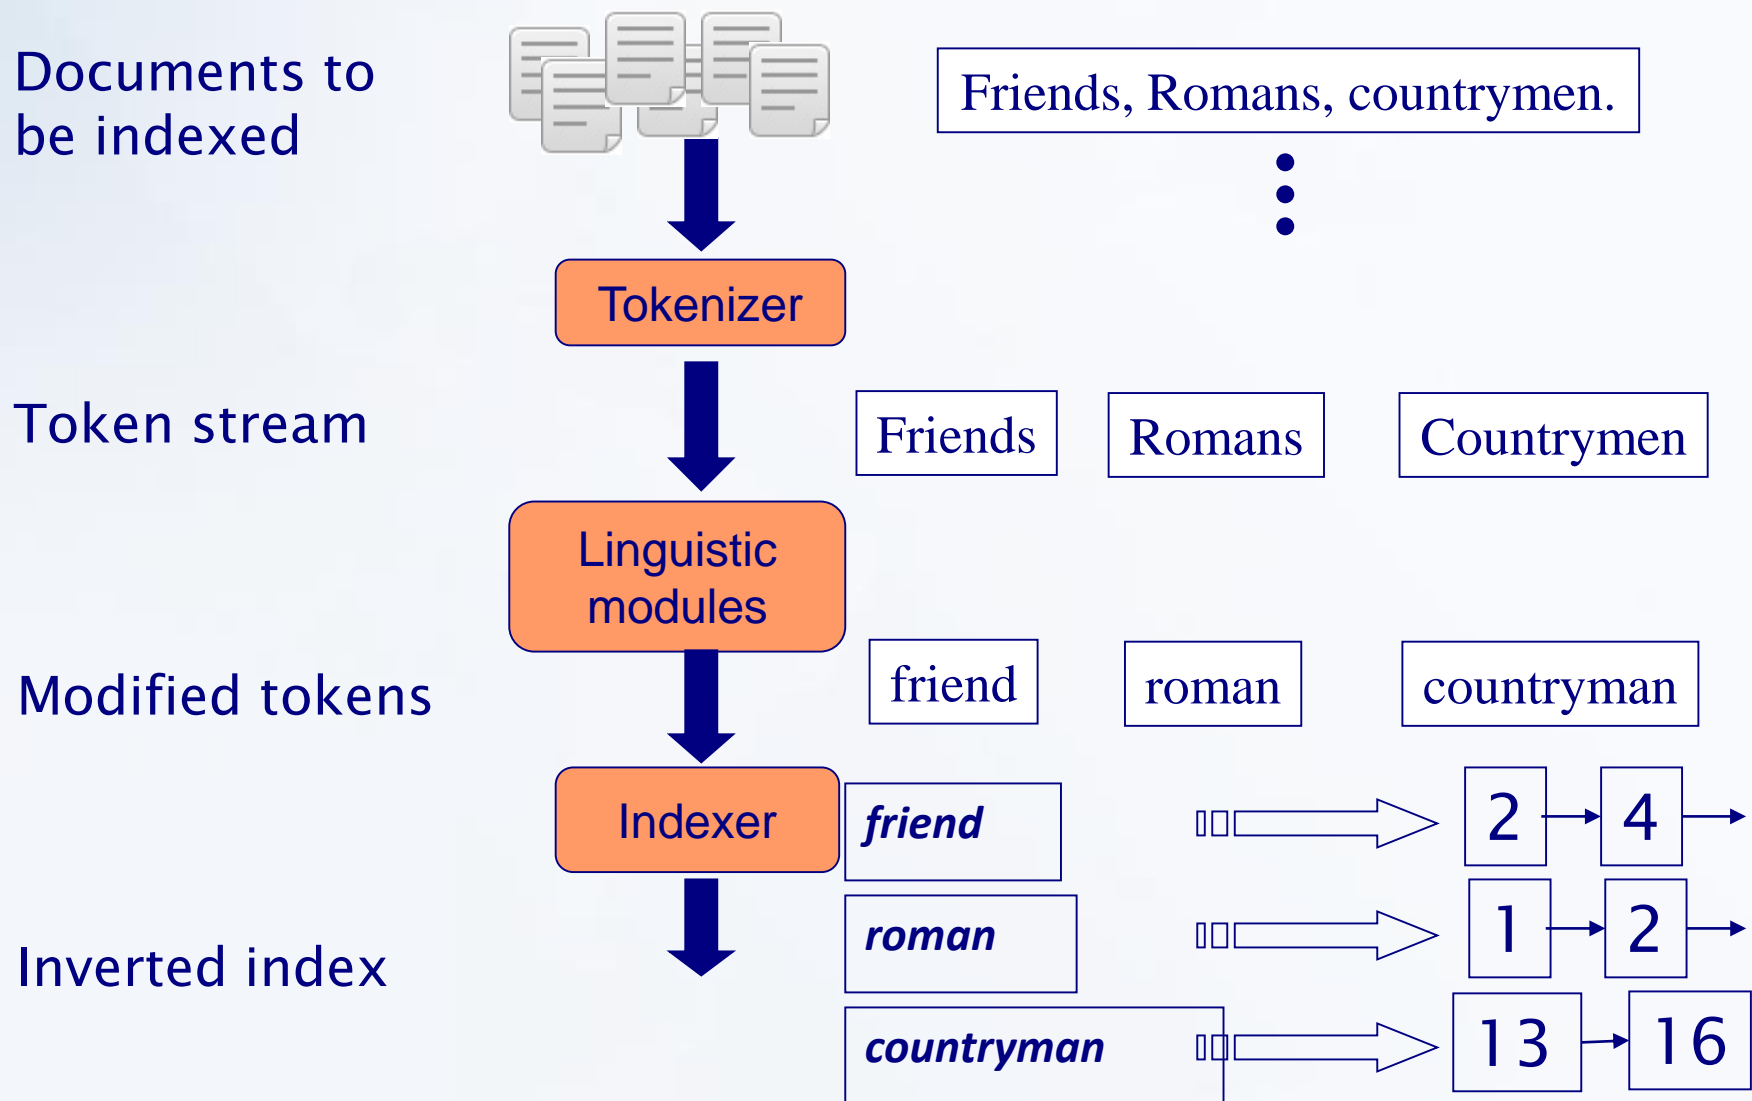 Documents to
be indexed
Friends, Romans, countrymen.
Tokenizer
Token stream
Friends
Romans
Countrymen
Linguistic
modules
Modified tokens
friend
roman
countryman
Indexer
friend
2
4
roman
1
2
Inverted index
countryman
13
16